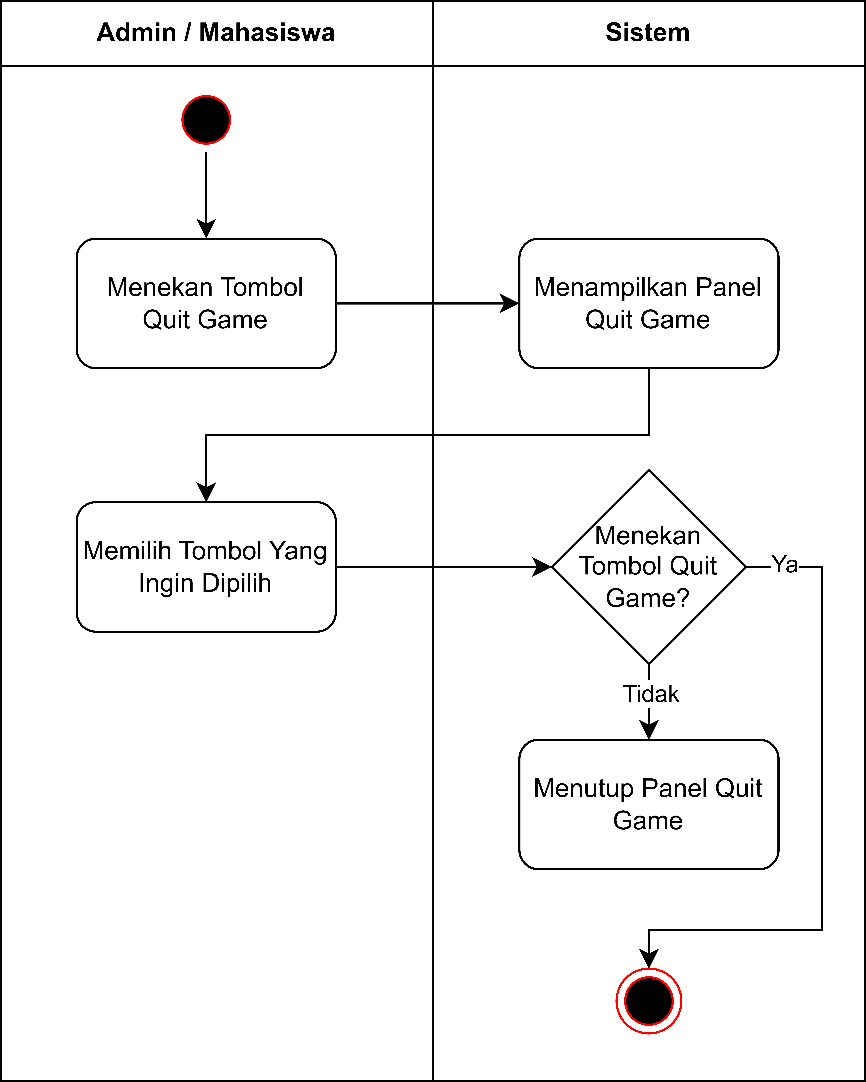 Admin / Mahasiswa
Sistem
Menekan Tombol
Quit Game
Menampilkan Panel
Quit Game
Memilih Tombol Yang
Ingin Dipilih
Menekan
Tombol Quit
Game?
Ya
Tidak
Menutup Panel Quit
Game